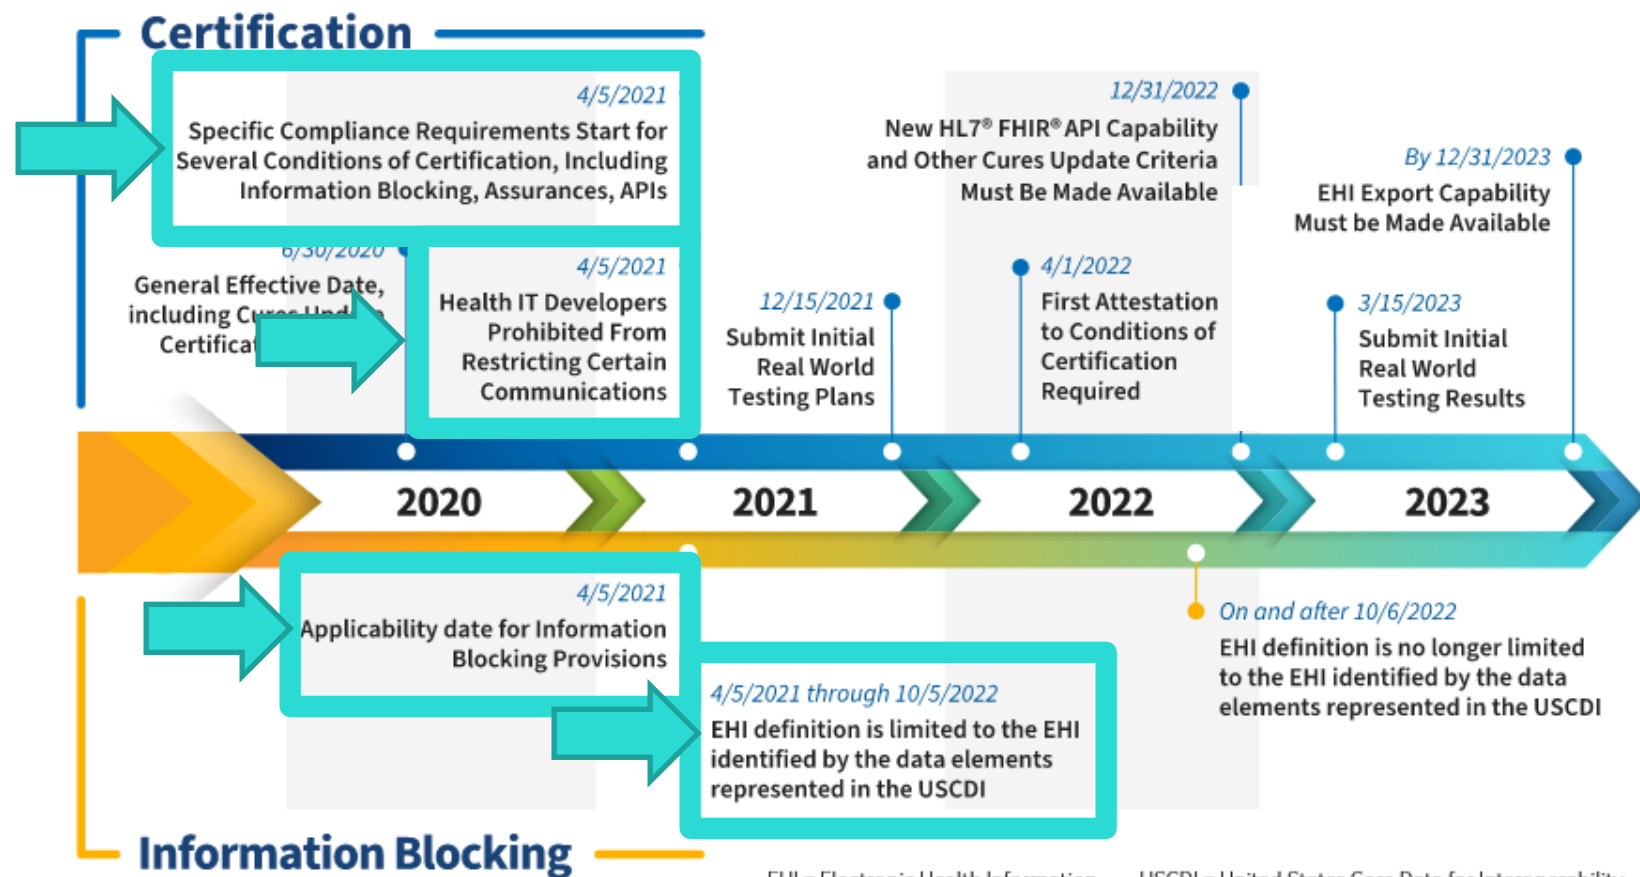 Certification
4/5/2021
Specific Compliance Requirements Start for
Several Conditions of Certification, Including
Information Blocking, Assurances, APIs
6/30/2020
General Effective Date,
including Cures
4/5/2021
Health IT Developers
Prohibited From
Restricting Certain
Communications
12/15/2021
Submit Initial
Real World
Testing Plans
4/1/2022
First Attestation
to Conditions of
Certification
Required
12/31/2022
New HL7® FHIR® API Capability
and Other Cures Update Criteria
Must Be Made Available
3/15/2023
Submit Initial
Real World
Testing Results
By 12/31/2023
EHI Export Capability
Must be Made Available
2020
2021
2022
2023
4/5/2021
Applicability date for Information
Blocking Provisions
4/5/2021 through 10/5/2022
EHI definition is limited to the EHI
identified by the data elements
represented in the USCDI
On and after 10/6/2022
EHI definition is no longer limited
to the EHI identified by the data
elements represented in the USCDI
Information Blocking